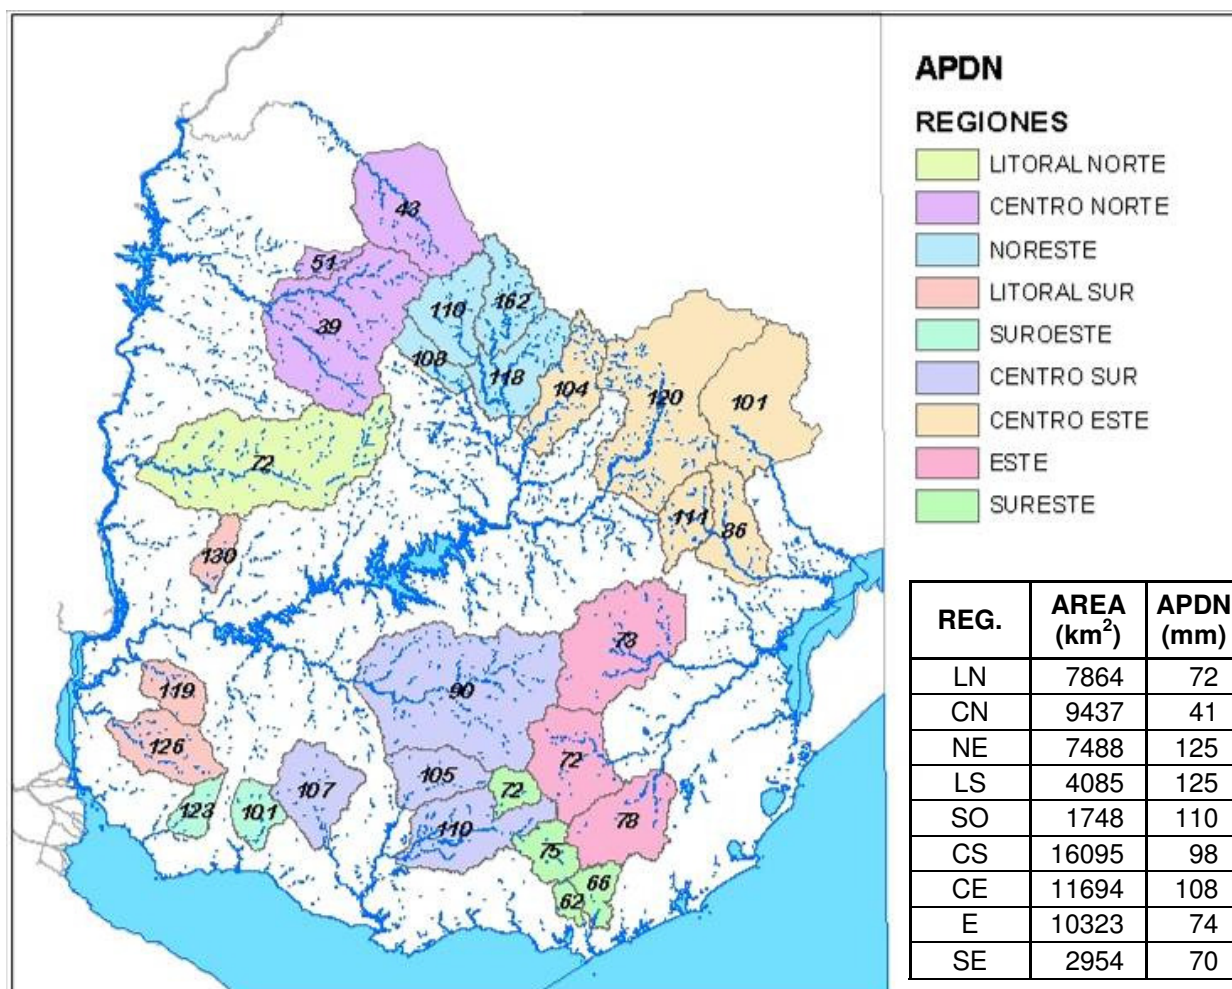 APDN
REGIONES
LITORAL NORTE
CENTRO NORTE
NORESTE
LITORAL SUR
SUROESTE
CENTRO SUR
CENTRO ESTE
ESTE
SURESTE
43
51
39
110
162
108
118
104
120
101
72
111
86
130
73
119
90
126
72
107
105
72
123
101
110
78
75
66
62
REG. AREA (km²) APDN (mm)
LN 7864 72
CN 9437 41
NE 7488 125
LS 4085 125
SO 1748 110
CS 16095 98
CE 11694 108
E 10323 74
SE 2954 70